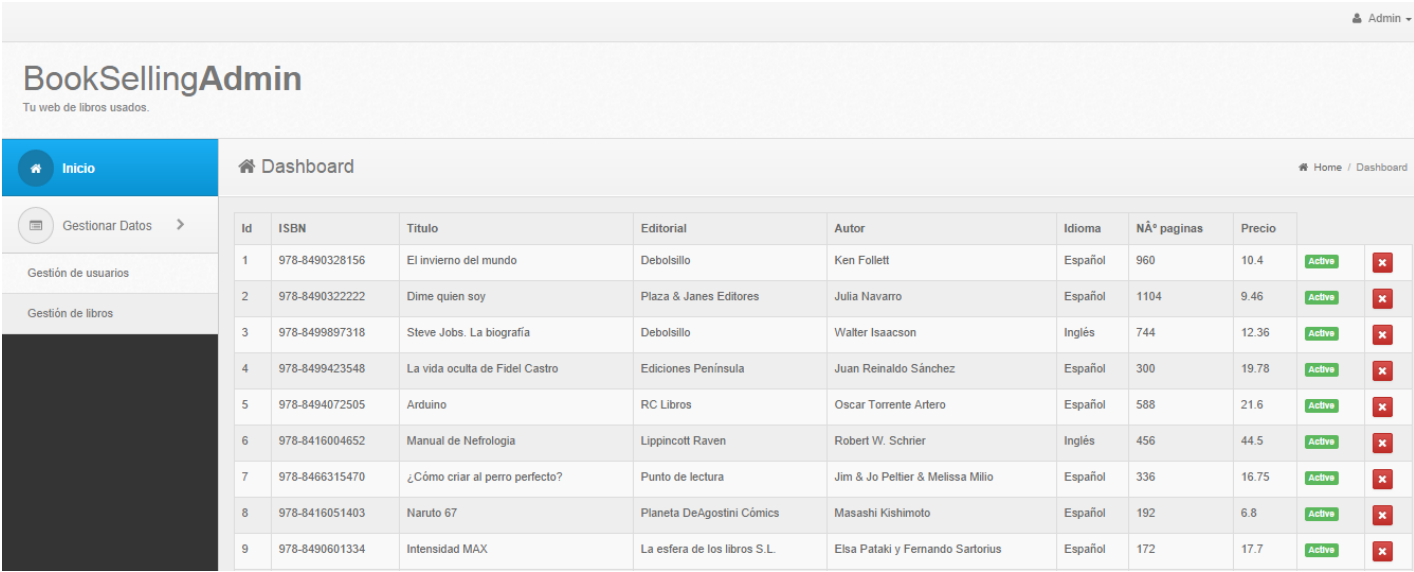 Admin
BookSellingAdmin
Tu web de libros usados.
Inicio
Dashboard
Home / Dashboard
Gestionar Datos
Gestión de usuarios
Gestión de libros
Id ISBN Titulo Editorial Autor Idioma NÂº paginas Precio
1 978-8490328156 El invierno del mundo Debolsillo Ken Follett Español 960 10.4 Active
2 978-8490322222 Dime quien soy Plaza & Janes Editores Julia Navarro Español 1104 9.46 Active
3 978-8499897318 Steve Jobs. La biografía Debolsillo Walter Isaacson Inglés 744 12.36 Active
4 978-8499423548 La vida oculta de Fidel Castro Ediciones Península Juan Reinaldo Sánchez Español 300 19.78 Active
5 978-8494072505 Arduino RC Libros Oscar Torrente Artero Español 588 21.6 Active
6 978-8416004652 Manual de Nefrologia Lippincott Raven Robert W. Schrier Inglés 456 44.5 Active
7 978-8466315470 ¿Cómo criar al perro perfecto? Punto de lectura Jim & Jo Peltier & Melissa Milio Español 336 16.75 Active
8 978-8416051403 Naruto 67 Planeta DeAgostini Cómics Masashi Kishimoto Español 192 6.8 Active
9 978-8490601334 Intensidad MAX La esfera de los libros S.L. Elsa Pataki y Fernando Sartorius Español 172 17.7 Active